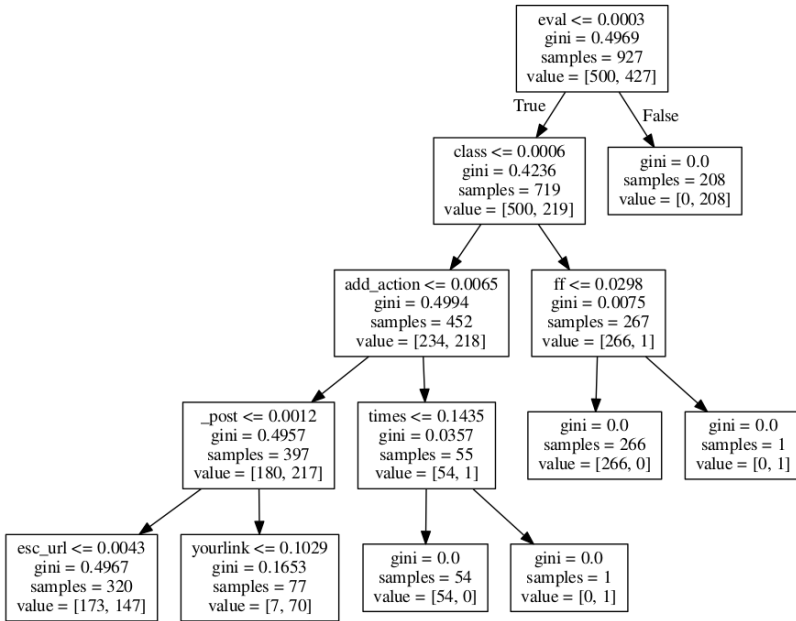 eval <= 0.0003
gini = 0.4969
samples = 927
value = [500, 427]
True
False
class <= 0.0006
gini = 0.4236
samples = 719
value = [500, 219]
gini = 0.0
samples = 208
value = [0, 208]
add_action <= 0.0065
gini = 0.4994
samples = 452
value = [234, 218]
ff <= 0.0298
gini = 0.0075
samples = 267
value = [266, 1]
_post <= 0.0012
gini = 0.4957
samples = 397
value = [180, 217]
times <= 0.1435
gini = 0.0357
samples = 55
value = [54, 1]
gini = 0.0
samples = 266
value = [266, 0]
gini = 0.0
samples = 1
value = [0, 1]
esc_url <= 0.0043
gini = 0.4967
samples = 320
value = [173, 147]
yourlink <= 0.1029
gini = 0.1653
samples = 77
value = [7, 70]
gini = 0.0
samples = 54
value = [54, 0]
gini = 0.0
samples = 1
value = [0, 1]